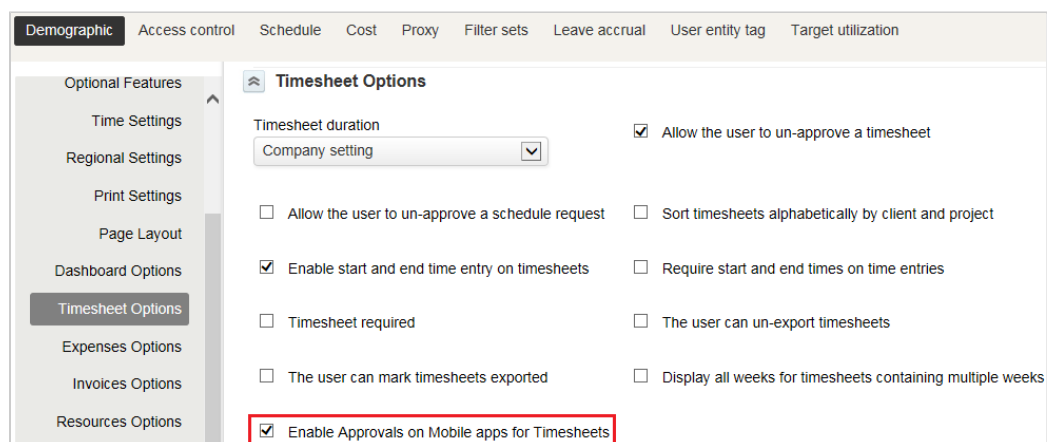 Demographic Access control Schedule Cost Proxy Filter sets Leave accrual User entity tag Target utilization
Optional Features
Time Settings
Regional Settings
Print Settings
Page Layout
Dashboard Options
Timesheet Options
Expenses Options
Invoices Options
Resources Options
Timesheet Options
Timesheet duration
Company setting
Allow the user to un-approve a timesheet
Allow the user to un-approve a schedule request
Sort timesheets alphabetically by client and project
Enable start and end time entry on timesheets
Require start and end times on time entries
Timesheet required
The user can un-export timesheets
The user can mark timesheets exported
Display all weeks for timesheets containing multiple weeks
Enable Approvals on Mobile apps for Timesheets